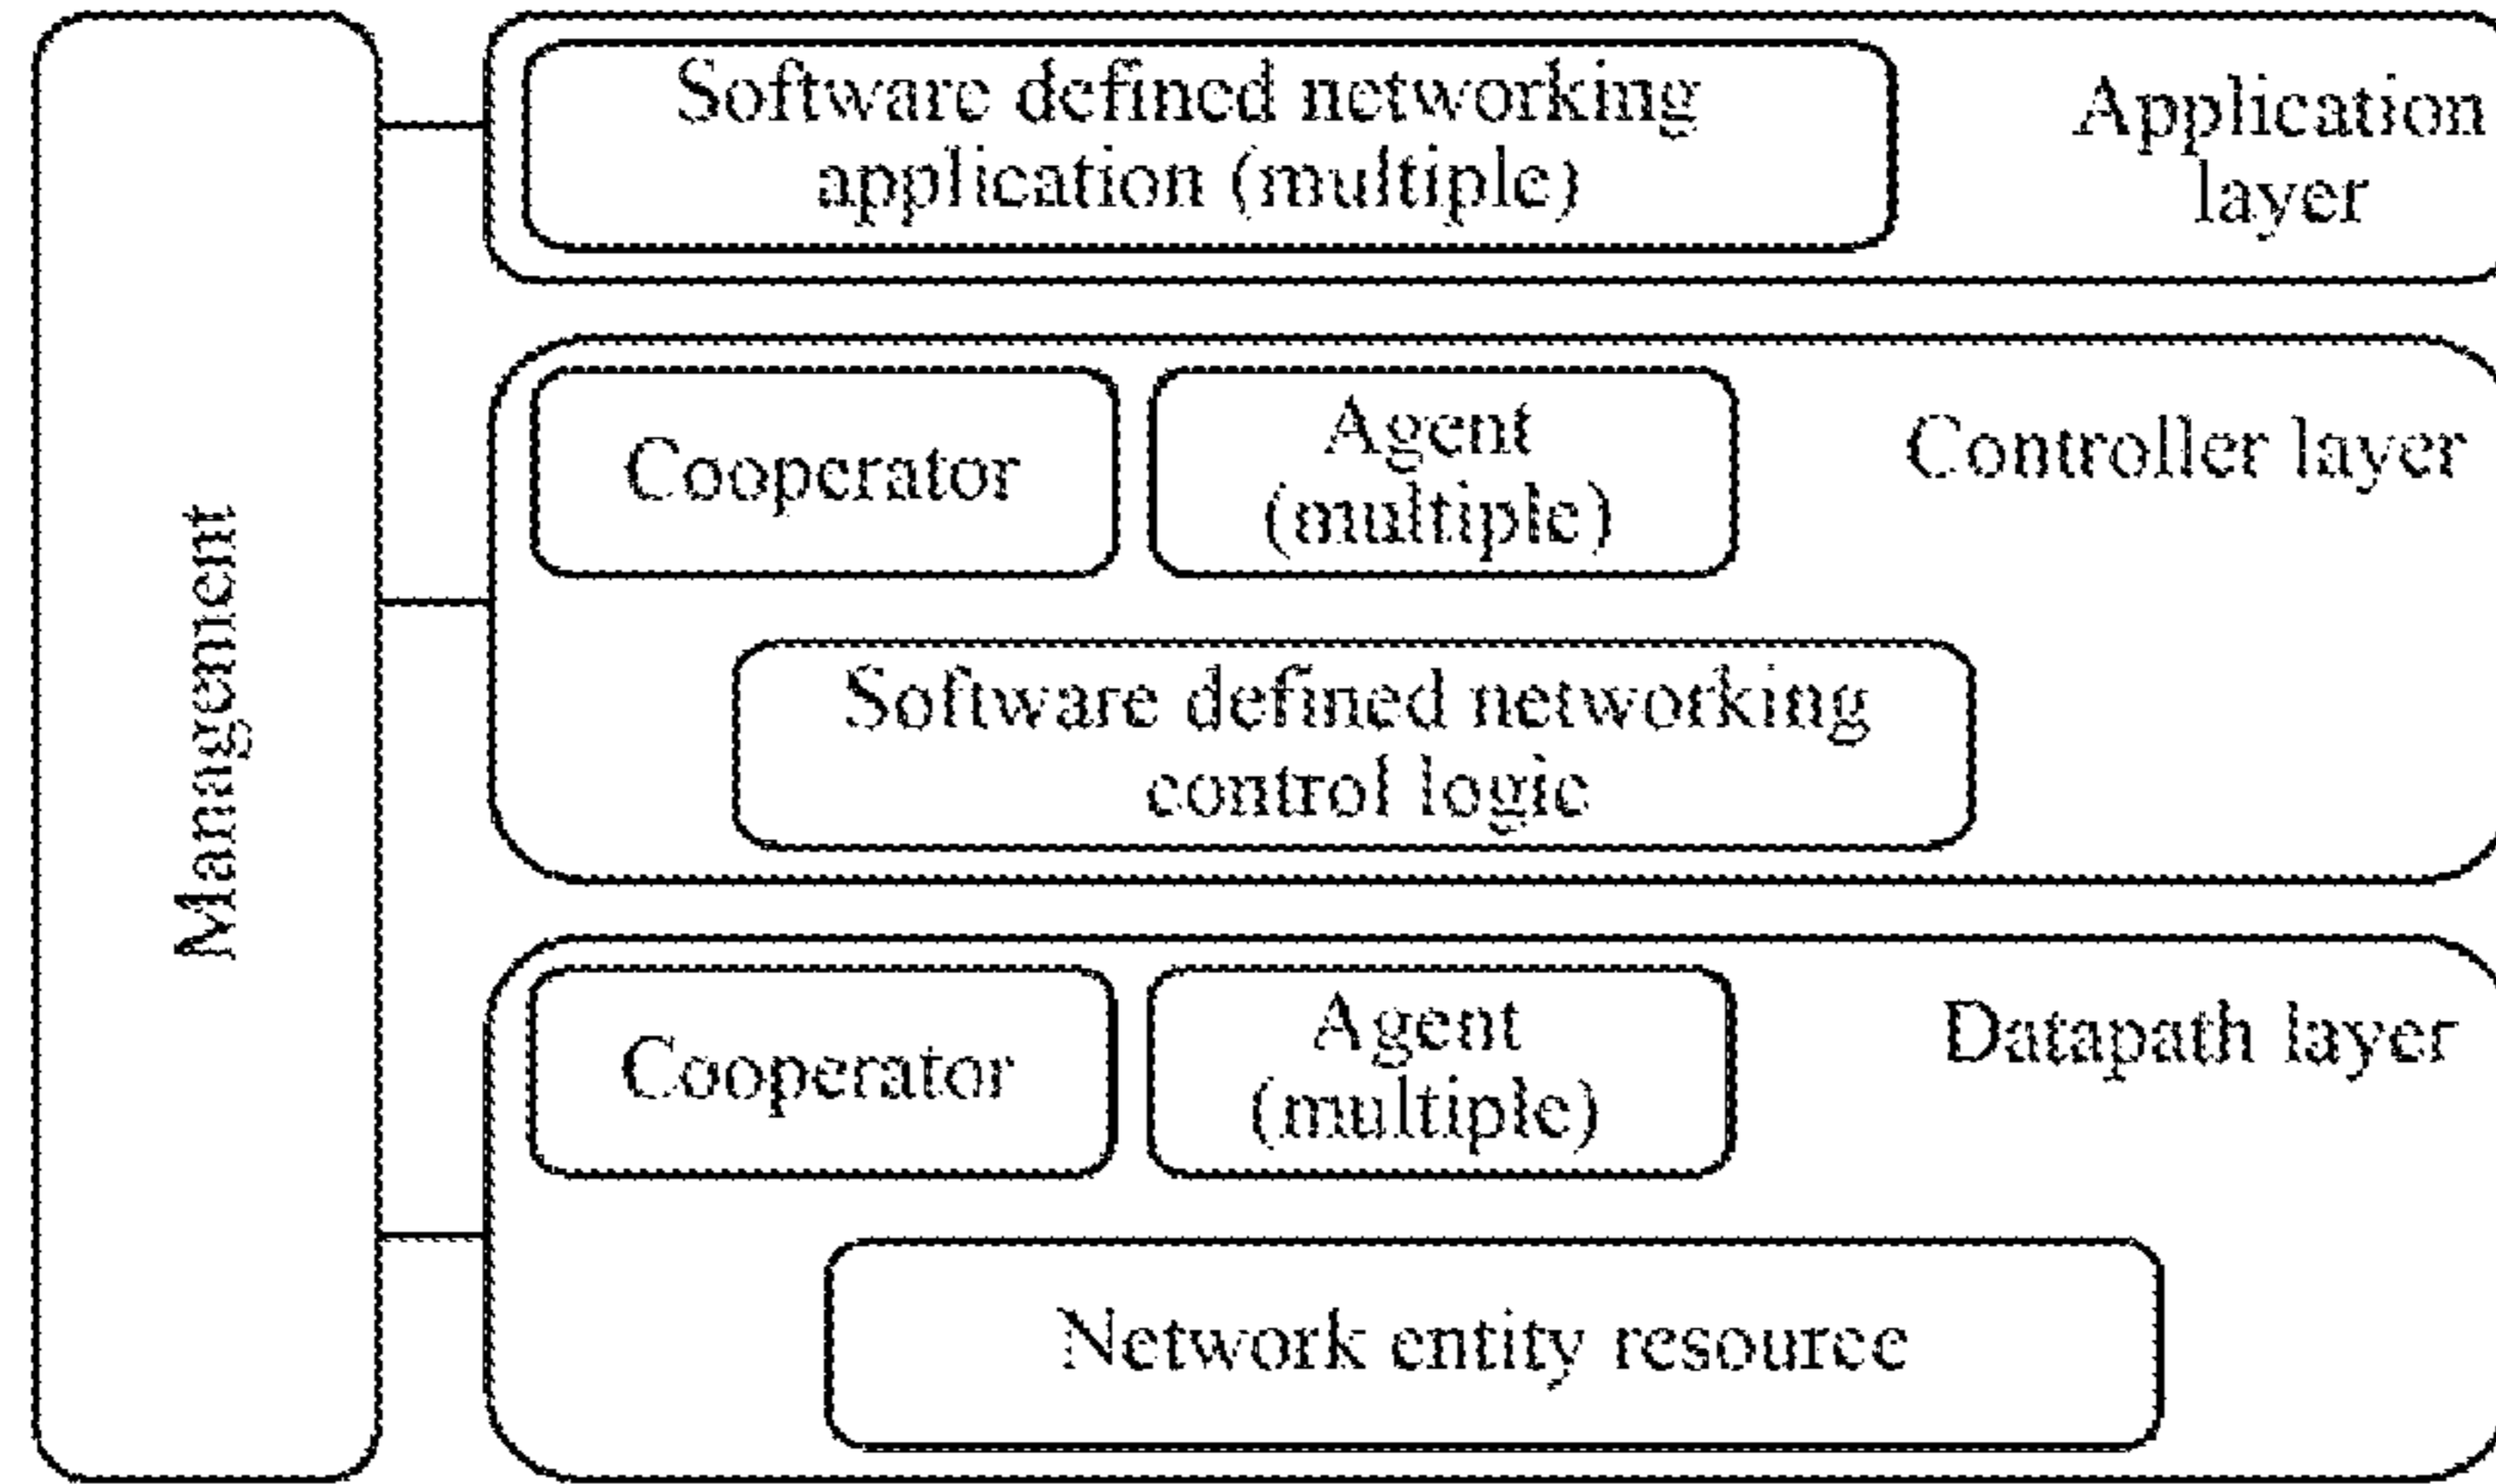 Management
Software defined networking
application (multiple)
Application
layer
Cooperator
Agent
(multiple)
Controller layer
Software defined networking
control logic
Cooperator
Agent
(multiple)
Datapath layer
Network entity resource